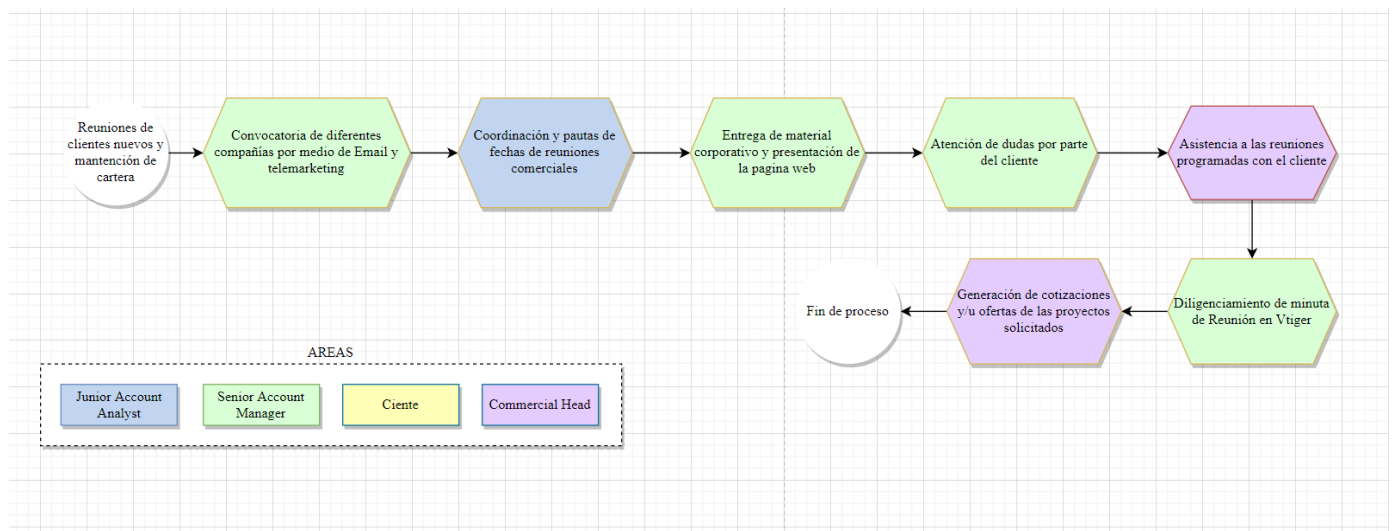 Reuniones de
clientes nuevos y
mantención de
cartera
Convocatoria de diferentes
compañías por medio de Email y
telemarketing
Coordinación y pautas de
fechas de reuniones
comerciales
Entrega de material
corporativo y presentación de
la pagina web
Atención de dudas por parte
del cliente
Asistencia a las reuniones
programadas con el cliente
Diligenciamiento de minuta
de Reunión en Vtiger
Generación de cotizaciones
y/u ofertas de las proyectos
solicitados
Fin de proceso
AREAS
Junior Account
Analyst
Senior Account
Manager
Ciente
Commercial Head